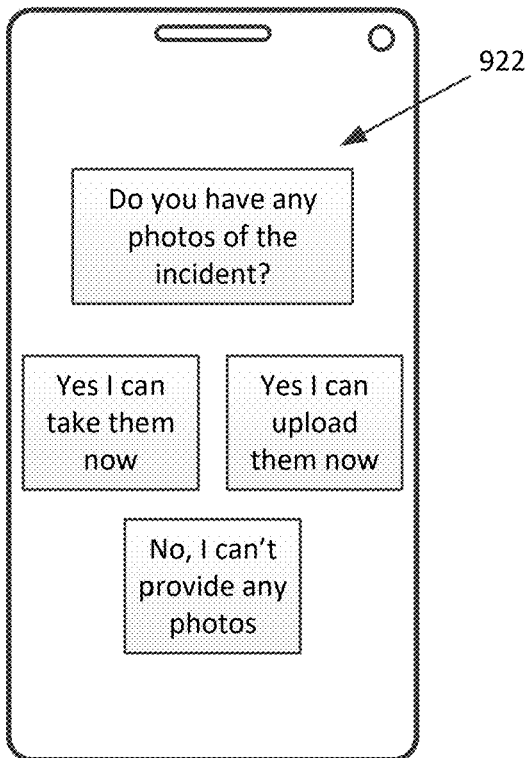 922
Do you have any
photos of the
incident?
Yes I can
take them
now
Yes I can
upload
them now
No, I can't
provide any
photos